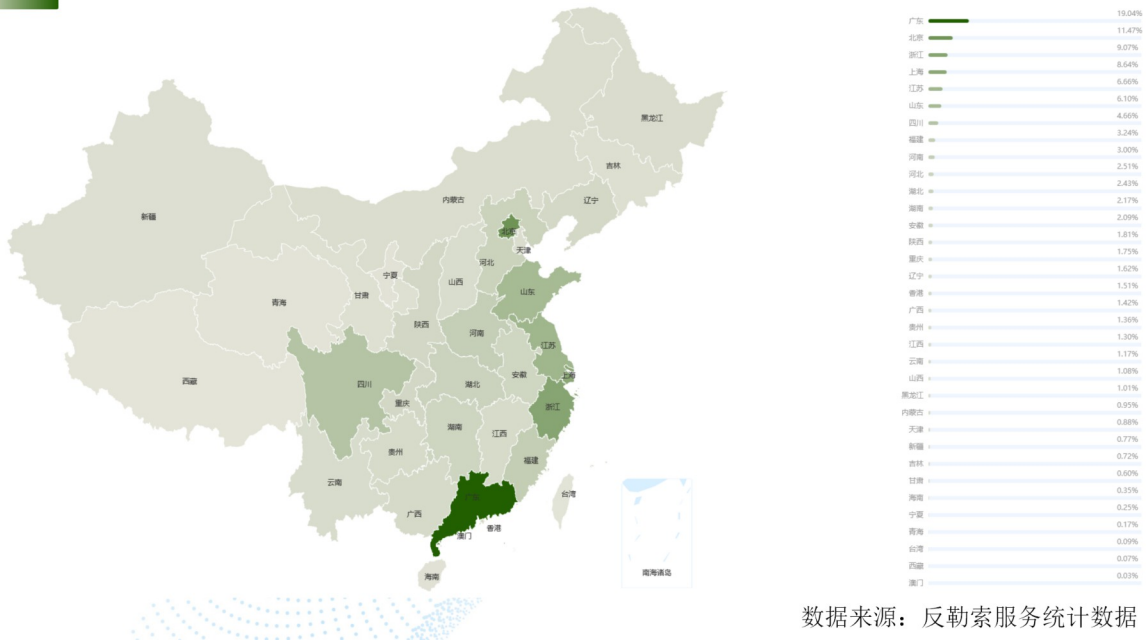 黑龙江
吉林
辽宁
内蒙古
新疆
北京
天津
河北
宁夏
山西
山东
甘肃
青海
陕西
河南
江苏
西藏
四川
安徽
上海
湖北
重庆
浙江
湖南
江西
贵州
福建
云南
台湾
广东
广西
香港
澳门
海南
南海诸岛
广东 19.04%
北京 11.47%
浙江 9.07%
上海 8.64%
江苏 6.66%
山东 6.10%
四川 4.66%
福建 3.24%
河南 3.00%
河北 2.51%
湖北 2.43%
湖南 2.17%
安徽 2.09%
陕西 1.81%
重庆 1.75%
辽宁 1.62%
香港 1.51%
广西 1.42%
贵州 1.36%
江西 1.30%
云南 1.17%
山西 1.08%
黑龙江 1.01%
内蒙古 0.95%
天津 0.88%
新疆 0.77%
吉林 0.72%
甘肃 0.60%
海南 0.35%
宁夏 0.25%
青海 0.17%
台湾 0.09%
西藏 0.07%
澳门 0.03%
数据来源：反勒索服务统计数据